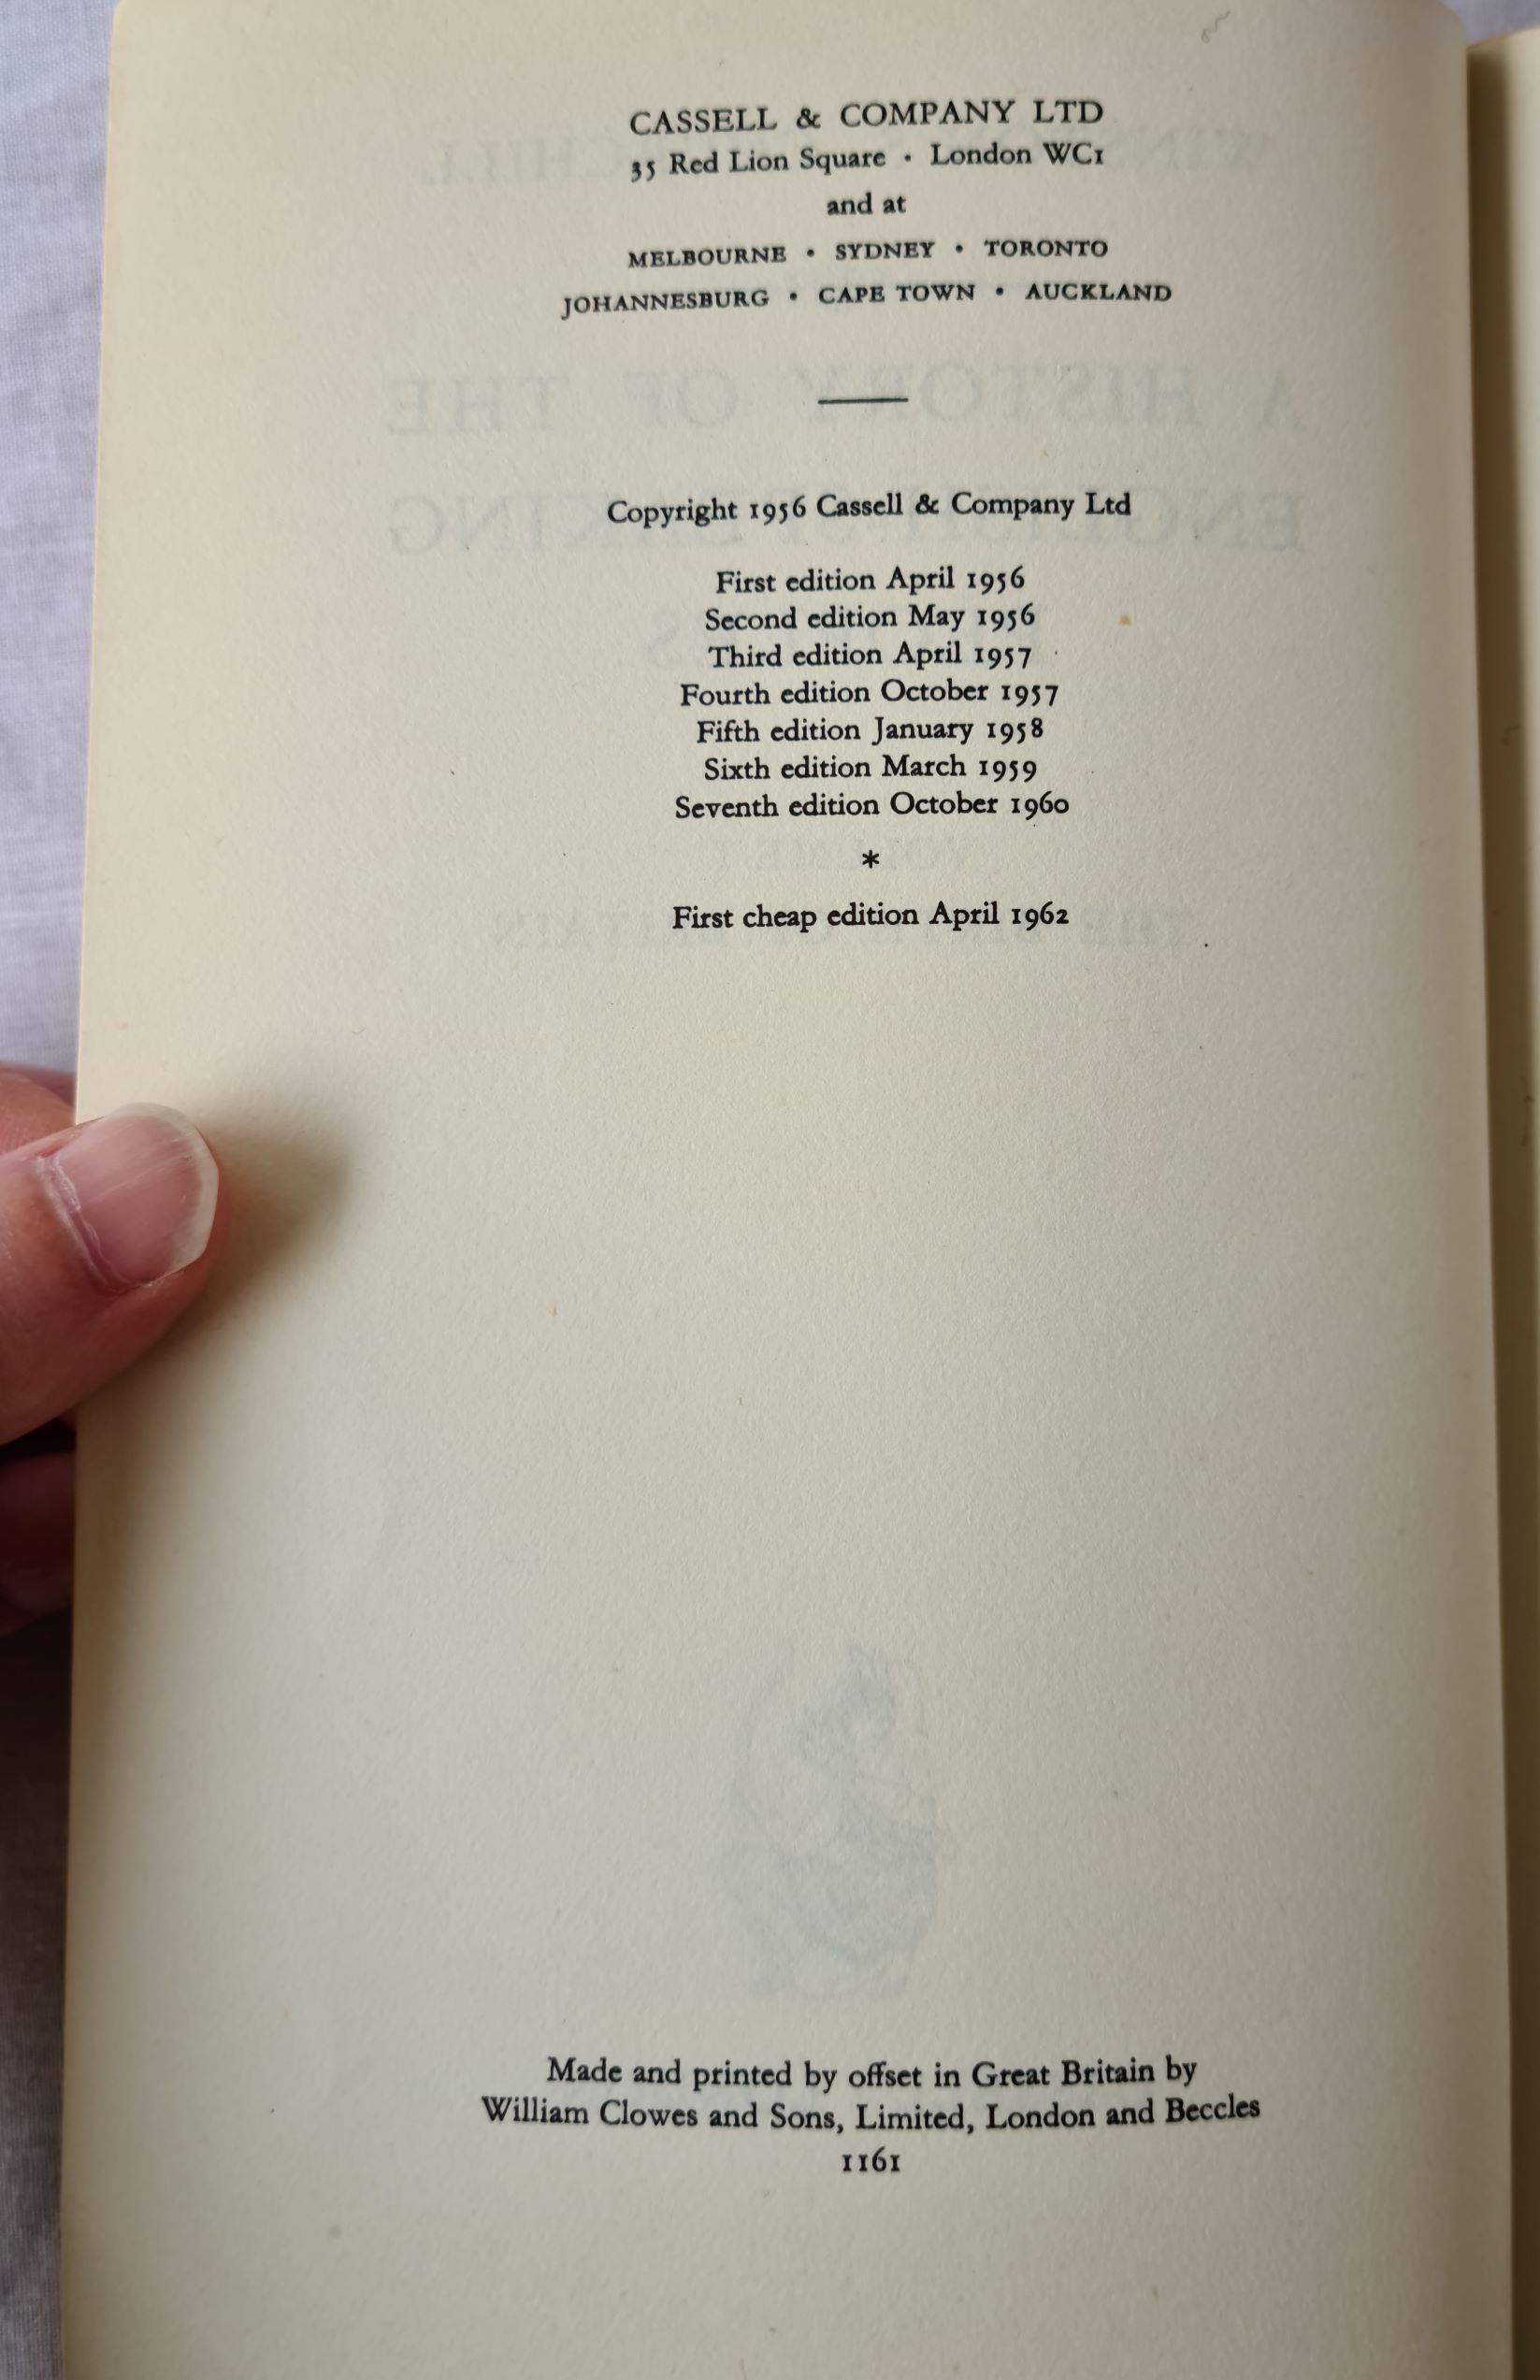 CASSELL & COMPANY LTD
35 Red Lion Square · London WC1
and at
MELBOURNE · SYDNEY · TORONTO
JOHANNESBURG · CAPE TOWN · AUCKLAND
Copyright 1956 Cassell & Company Ltd
First edition April 1956
Second edition May 1956
Third edition April 1957
Fourth edition October 1957
Fifth edition January 1958
Sixth edition March 1959
Seventh edition October 1960
*
First cheap edition April 1962
Made and printed by offset in Great Britain by
William Clowes and Sons, Limited, London and Beccles
1161